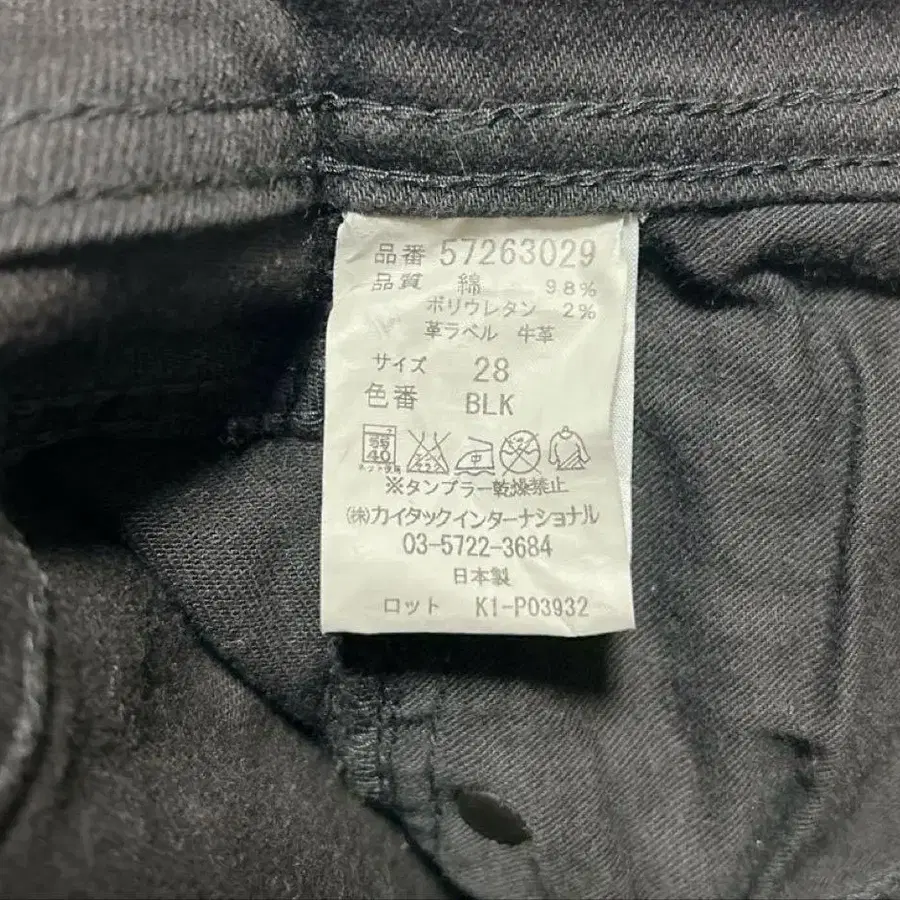 品番 57263029
品質 綿 98%
ポリウレタン 2%
革ラベル 牛革
サイズ 28
色番 BLK
40
中
※タンブラー乾燥禁止
㈱カイタックインターナショナル
03-5722-3684
日本製
ロット K1-P03932